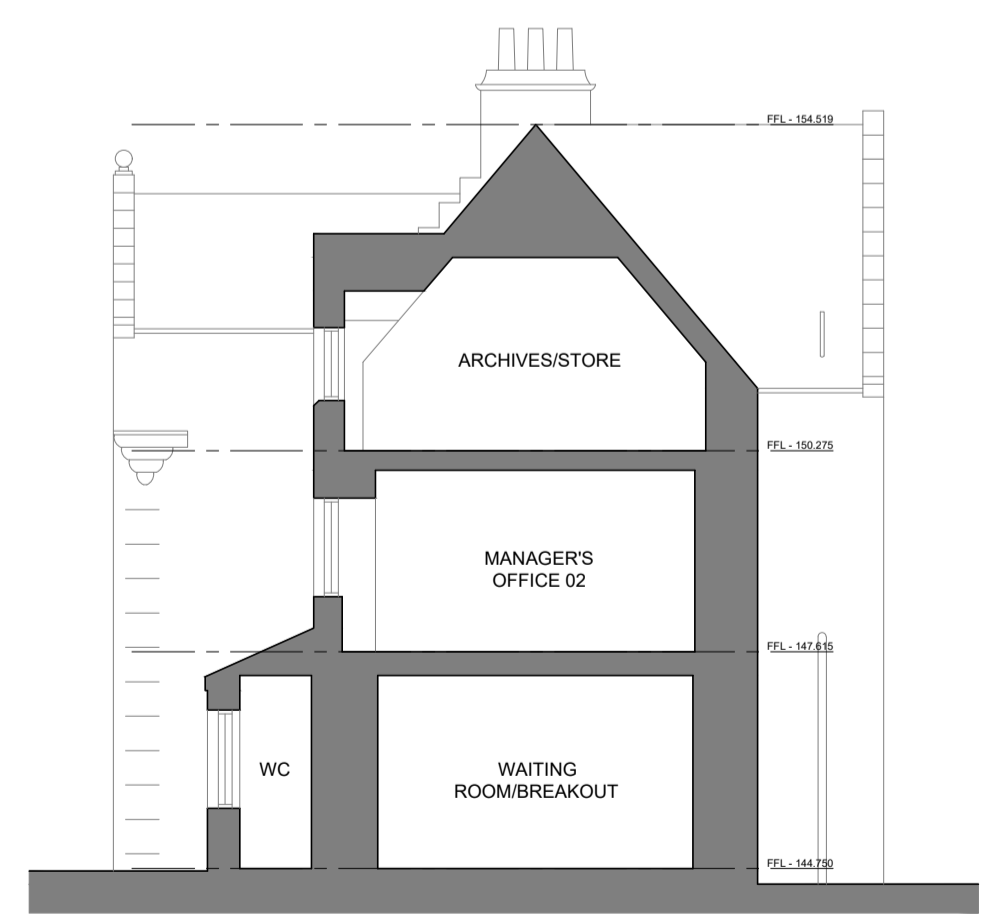 FFL - 154.519
ARCHIVES/STORE
FFL - 150.275
MANAGER'S
OFFICE 02
FFL - 147.615
WC
WAITING
ROOM/BREAKOUT
FFL - 144.750